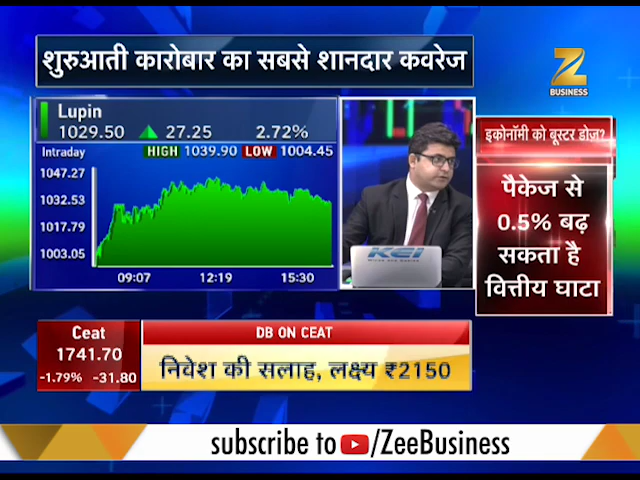 शुरुआती कारोबार का सबसे शानदार कवरेज
Z
BUSINESS
Lupin
1029.50 27.25 2.72%
Intraday HIGH 1039.90 LOW 1004.45
1047.27
1032.53
1017.79
1003.05
09:07 12:19 15:30
KEI
इकोनॉमी को बूस्टर डोज़?
पैकेज से
0.5% बढ़
सकता है
वित्तीय घाटा
Ceat
1741.70
-1.79% -31.80
DB ON CEAT
निवेश की सलाह, लक्ष्य ₹2150
subscribe to /ZeeBusiness